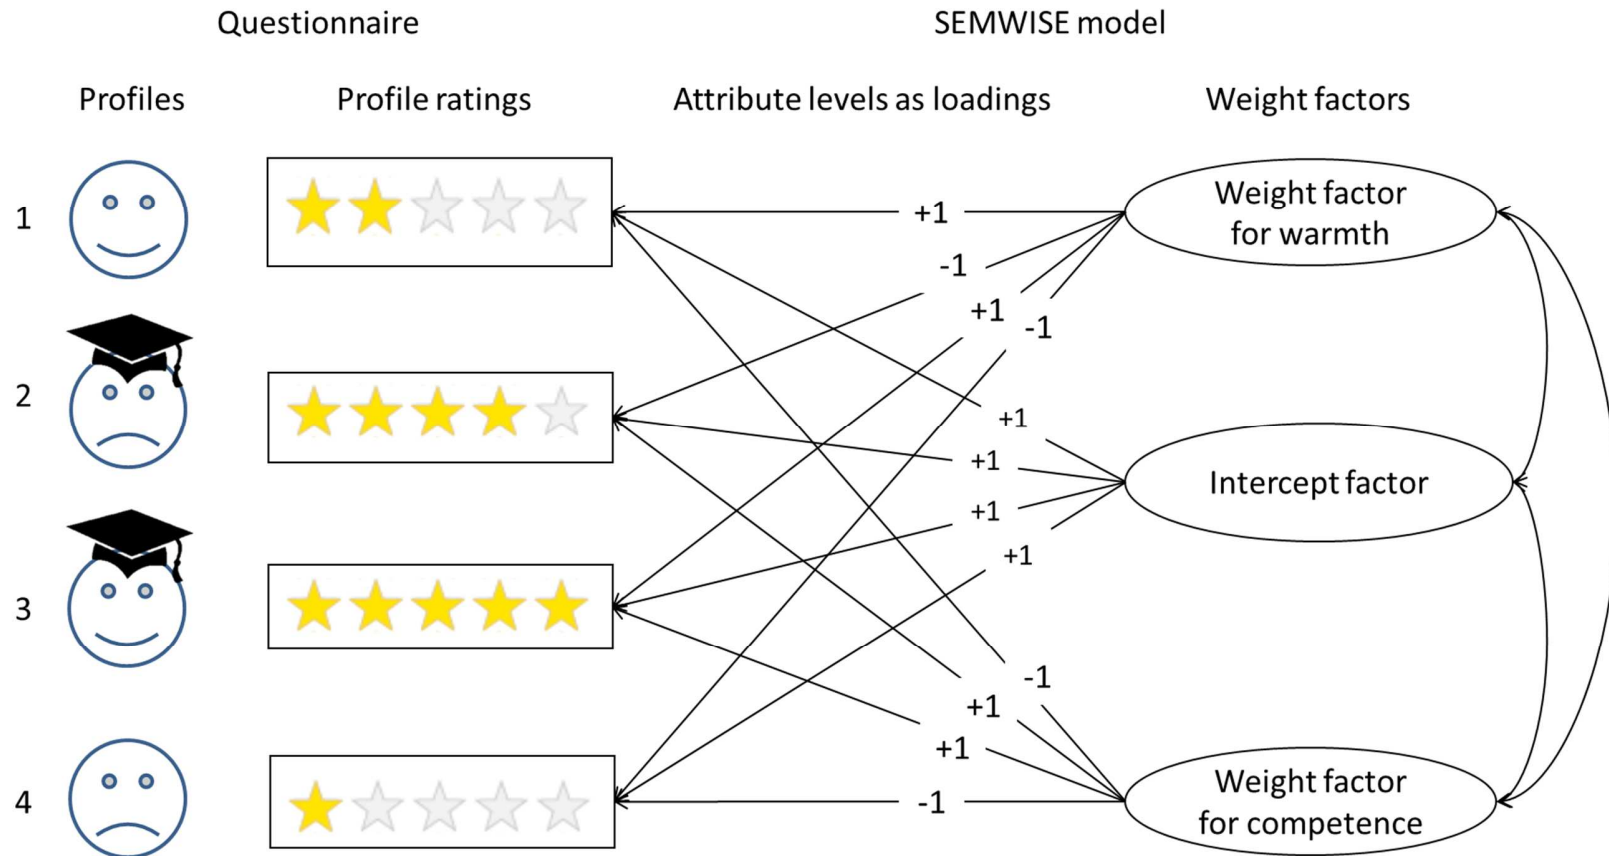 Questionnaire
SEMWISE model
Profiles
Profile ratings
Attribute levels as loadings
Weight factors
1
+1
Weight factor
for warmth
-1
+1
-1
2
+1
+1
Intercept factor
+1
+1
3
-1
+1
+1
4
-1
Weight factor
for competence